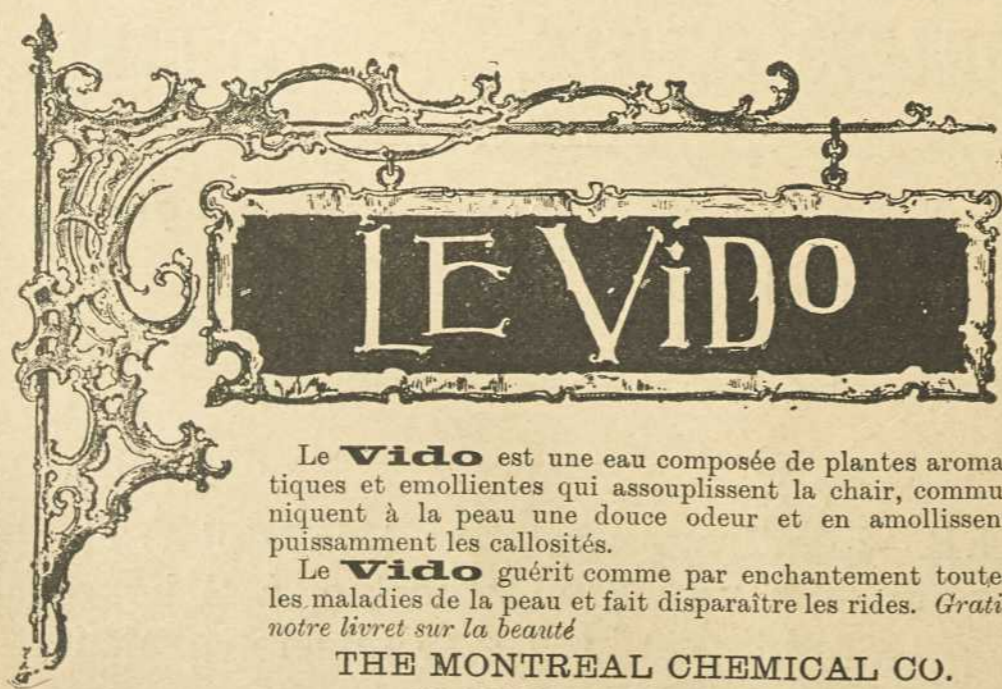 LE ViDO
Le Vido est une eau composée de plantes aroma
tiques et emollientes qui assouplissent la chair, commu
niquent à la peau une douce odeur et en amollissen
puissamment les callosités.
Le Vido guérit comme par enchantement toute
les maladies de la peau et fait disparaître les rides. Grati
notre livret sur la beauté
THE MONTREAL CHEMICAL CO.